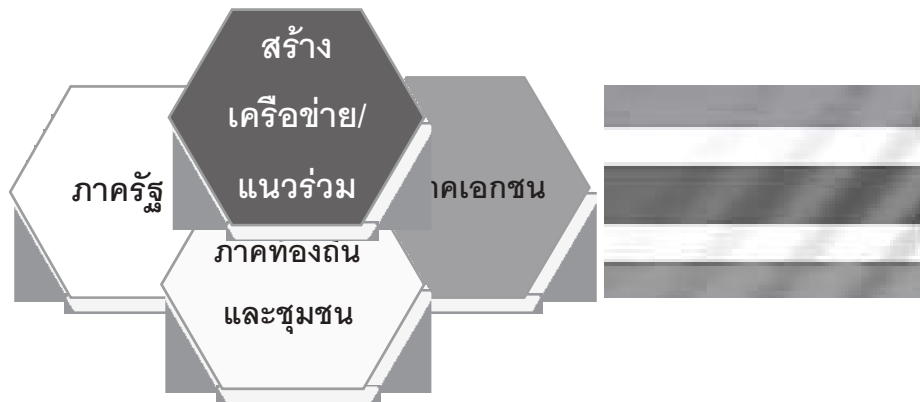 สร้าง
เครือข่าย/
แนวร่วม
ภาครัฐ
าคเอกชน
ภาคท้องถิ่น
และชุมชน